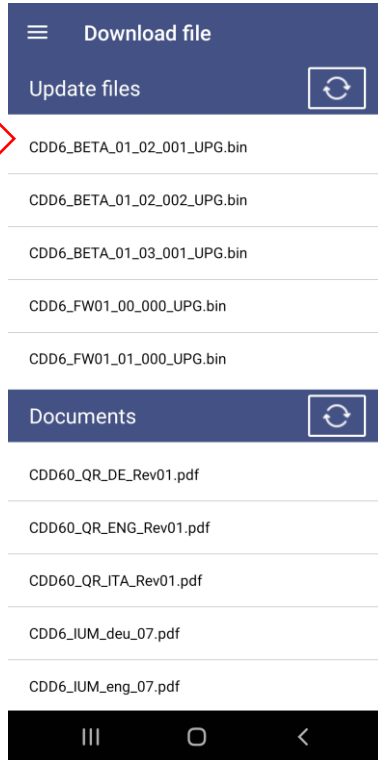 Download file
Update files
CDD6_BETA_01_02_001_UPG.bin
CDD6_BETA_01_02_002_UPG.bin
CDD6_BETA_01_03_001_UPG.bin
CDD6_FW01_00_000_UPG.bin
CDD6_FW01_01_000_UPG.bin
Documents
CDD60_QR_DE_Rev01.pdf
CDD60_QR_ENG_Rev01.pdf
CDD60_QR_ITA_Rev01.pdf
CDD6_IUM_deu_07.pdf
CDD6_IUM_eng_07.pdf